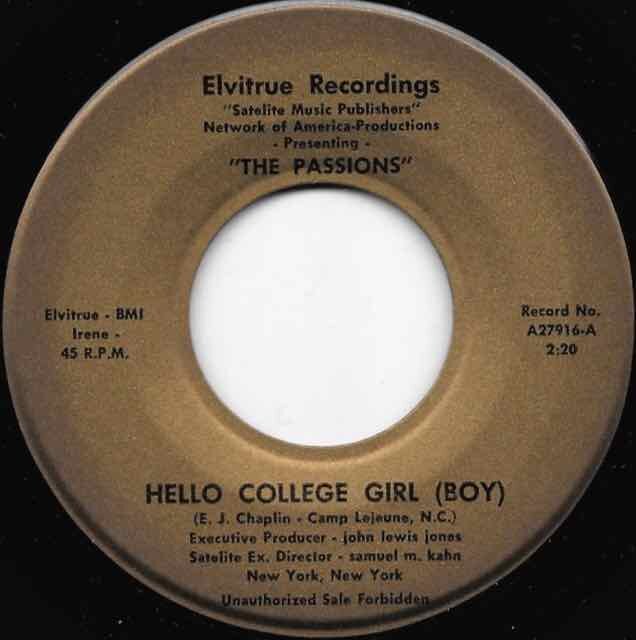 Elvitrue Recordings
"Satelite Music Publishers"
Network of America-Productions
- Presenting -
"THE PASSIONS"
Elvitrue - BMI
Irene -
45 R.P.M.
Record No.
A27916-A
2:20
HELLO COLLEGE GIRL (BOY)
(E. J. Chaplin - Camp Lejeune, N.C.)
Executive Producer - john lewis jones
Satelite Ex. Director - samuel m. kahn
New York, New York
Unauthorized Sale Forbidden